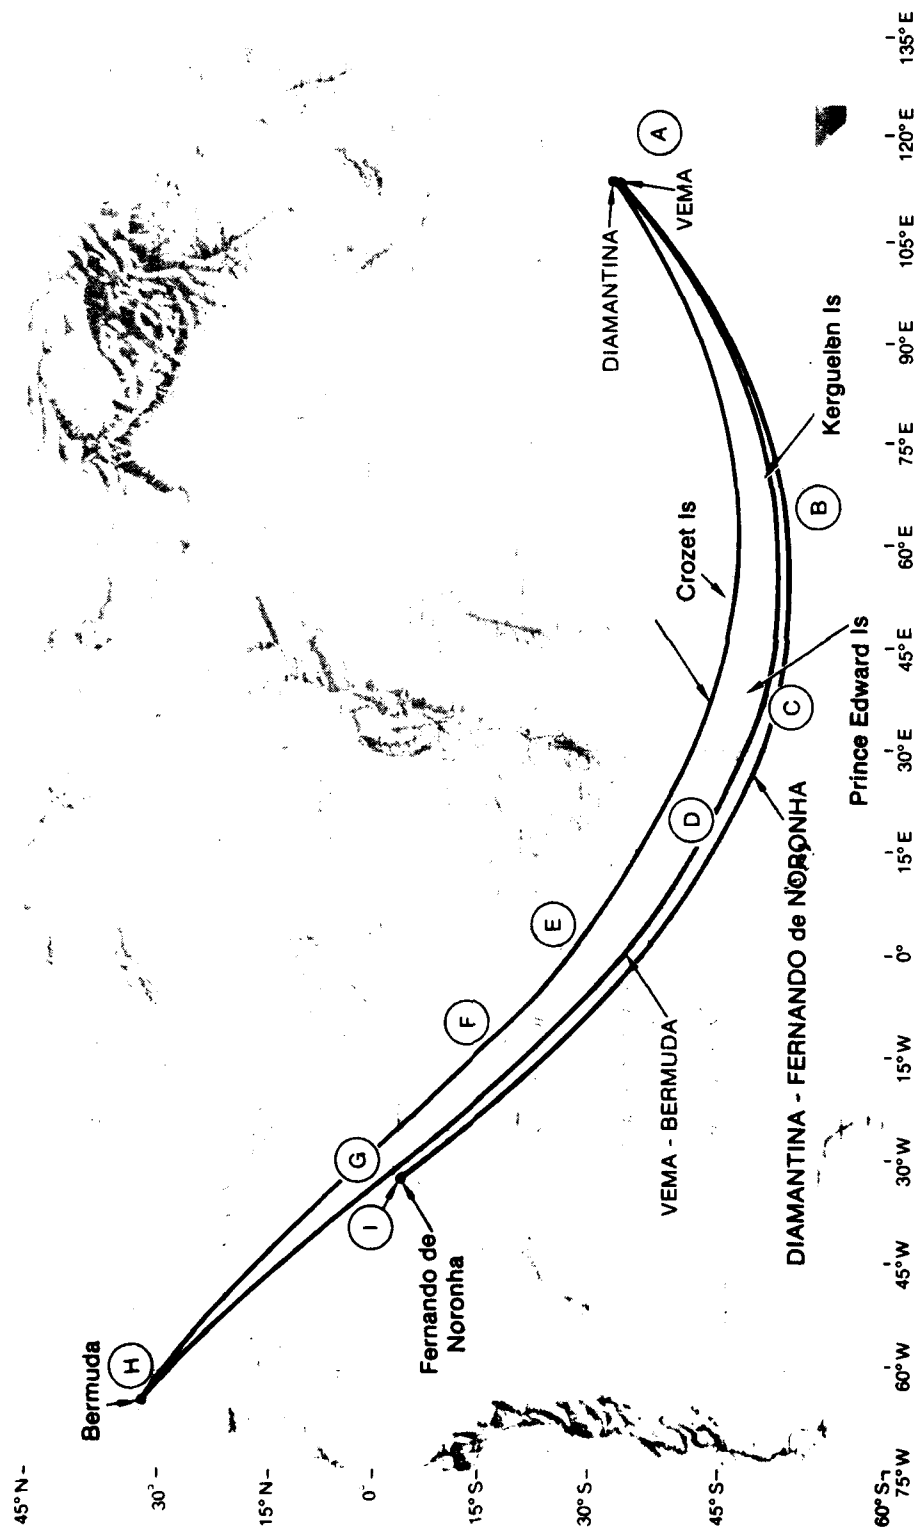 45° N
30°
15° N
0°
15° S
30° S
45° S
60° S
75° W
60° W
45° W
30° W
15° W
0°
15° E
30° E
45° E
60° E
75° E
90° E
105° E
120° E
135° E
Bermuda
H
Fernando de
Noronha
I
G
F
E
D
C
B
A
VEMA - BERMUDA
DIAMANTINA - FERNANDO de NORONHA
Prince Edward Is
Crozet Is
Kerguelen Is
DIAMANTINA
VEMA